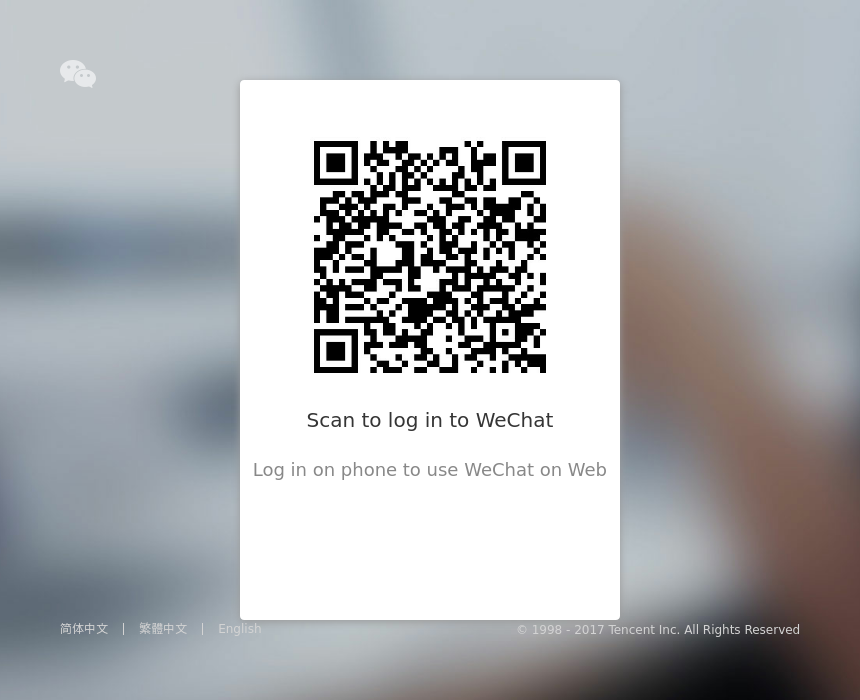 Scan to log in to WeChat
Log in on phone to use WeChat on Web
简体中文 | 繁體中文 | English
© 1998 - 2017 Tencent Inc. All Rights Reserved